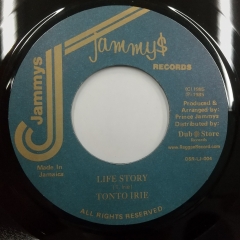 Jammy$
RECORDS
Jammys
Produced &
Arranged by:
Prince Jammys
Distributed by:
Dub Store
Records
Made In
Jamaica
LIFE STORY
TONTO IRIE
ALL RIGHTS RESERVED